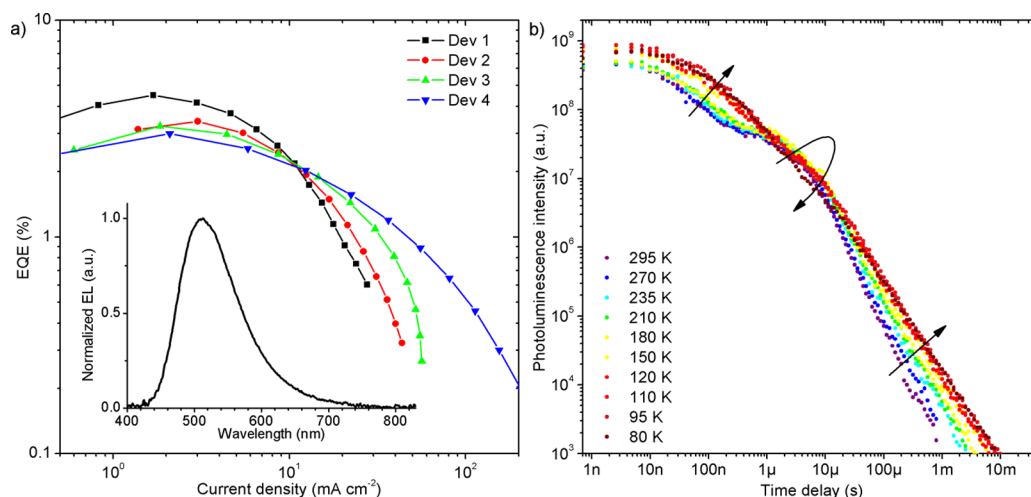 a)
10
1
0.1
EQE (%)
10⁰
10¹
10²
Current density (mA cm⁻²)
Dev 1
Dev 2
Dev 3
Dev 4
1.0
0.5
0.0
Normalized EL (a.u.)
400 500 600 700 800
Wavelength (nm)
b)
10⁹
10⁸
10⁷
10⁶
10⁵
10⁴
10³
Photoluminescence intensity (a.u.)
295 K
270 K
235 K
210 K
180 K
150 K
120 K
110 K
95 K
80 K
1n 10n 100n 1µ 10µ 100µ 1m 10m
Time delay (s)